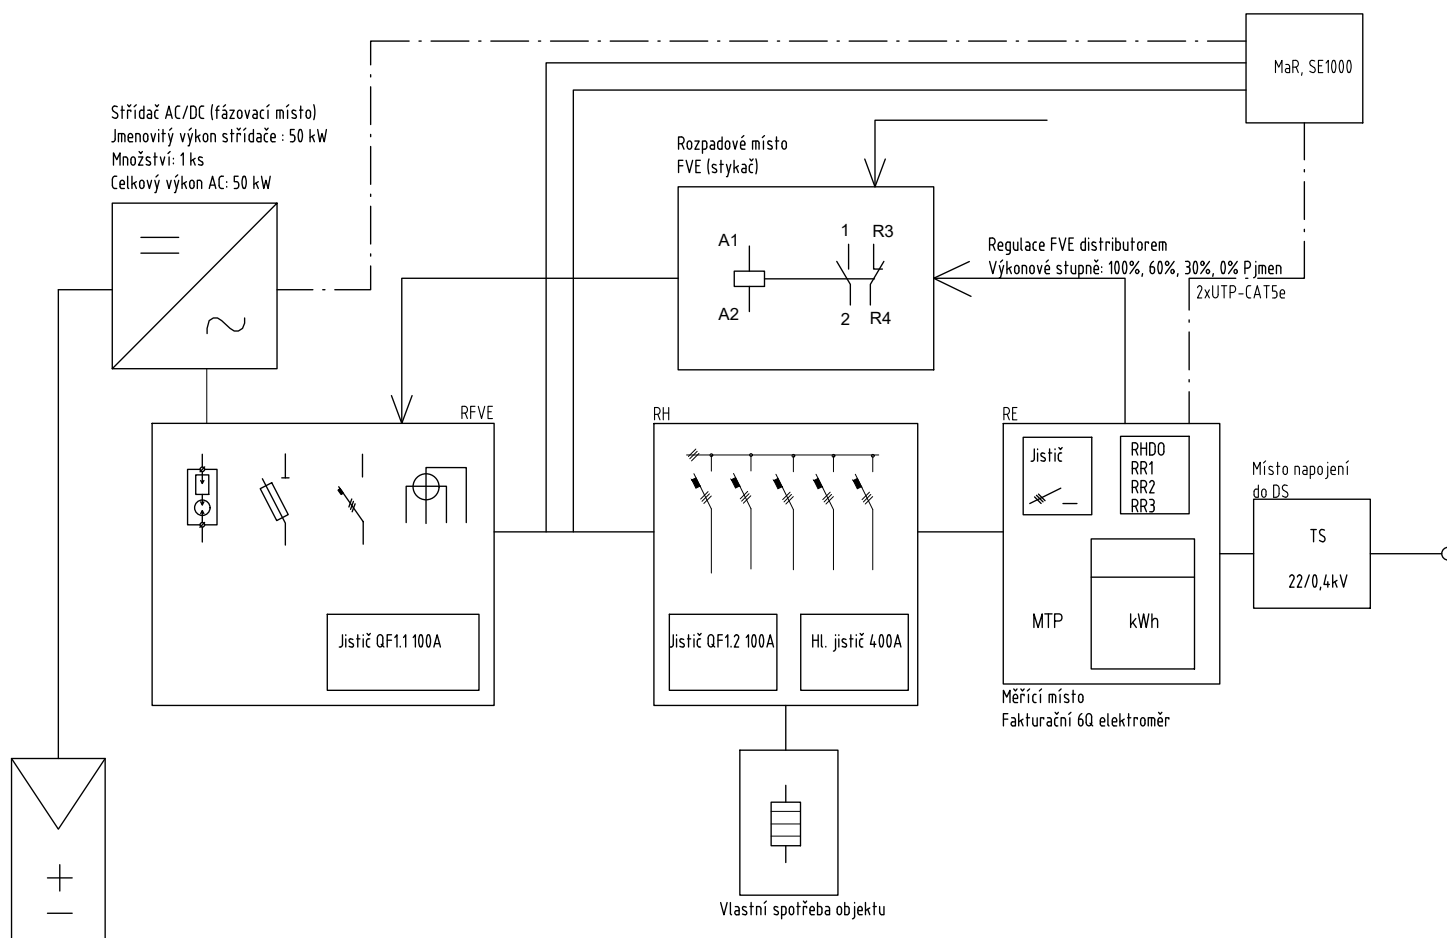 MaR, SE1000
Střídač AC/DC (fázovací místo)
Jmenovitý výkon střídače : 50 kW
Množství: 1 ks
Celkový výkon AC: 50 kW
Rozpadové místo
FVE (stykač)
A1
1
R3
A2
2
R4
Regulace FVE distributorem
Výkonové stupně: 100%, 60%, 30%, 0% Pjmen
2xUTP-CAT5e
RFVE
RH
RE
Jistič
RHDO
RR1
RR2
RR3
Místo napojení
do DS
TS
22/0,4kV
MTP
kWh
Jistič QF1.1 100A
Jistič QF1.2 100A
Hl. jistič 400A
Měřící místo
Fakturační 6Q elektroměr
Vlastní spotřeba objektu